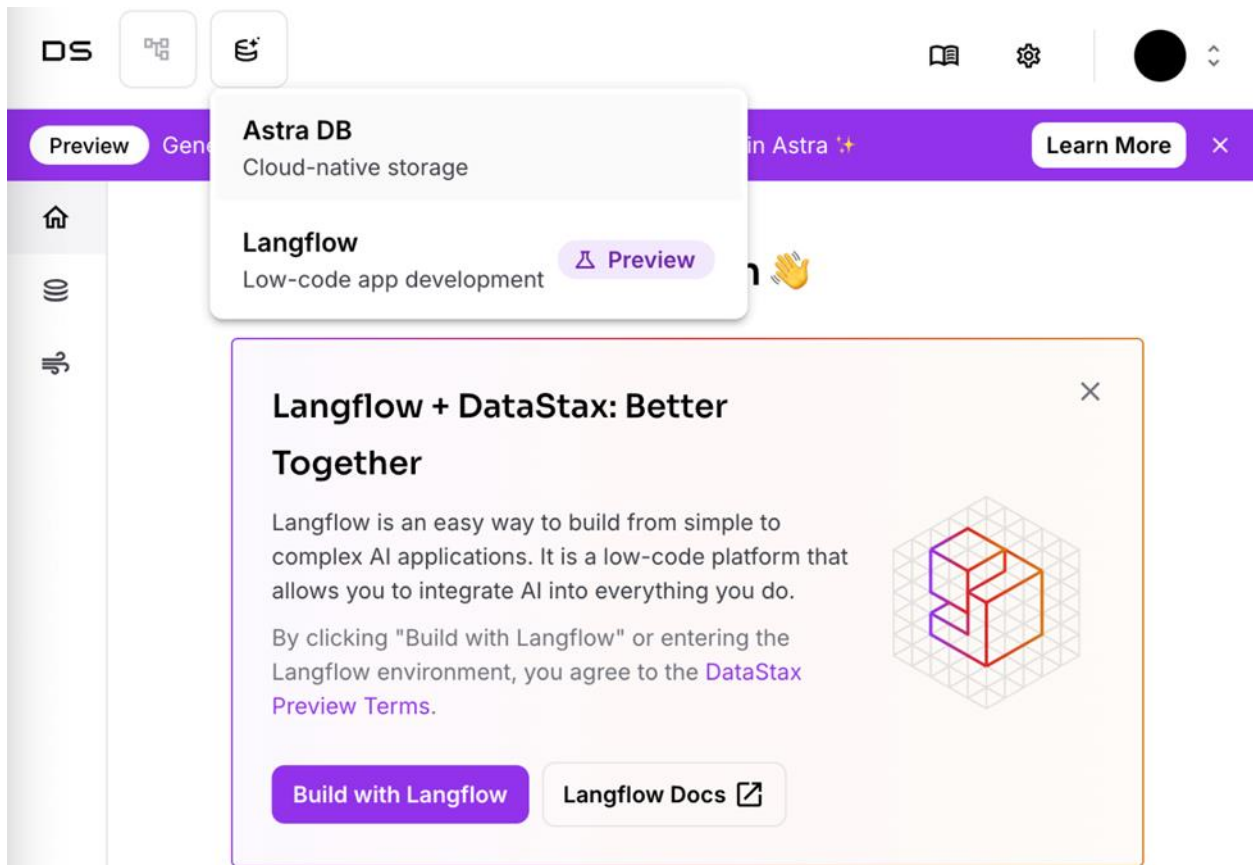 DS
Astra DB
Cloud-native storage
Preview
in Astra ✨
Learn More
Langflow
Low-code app development
Preview
👋
Langflow + DataStax: Better
Together
Langflow is an easy way to build from simple to
complex AI applications. It is a low-code platform that
allows you to integrate AI into everything you do.
By clicking "Build with Langflow" or entering the
Langflow environment, you agree to the DataStax
Preview Terms.
Build with Langflow
Langflow Docs